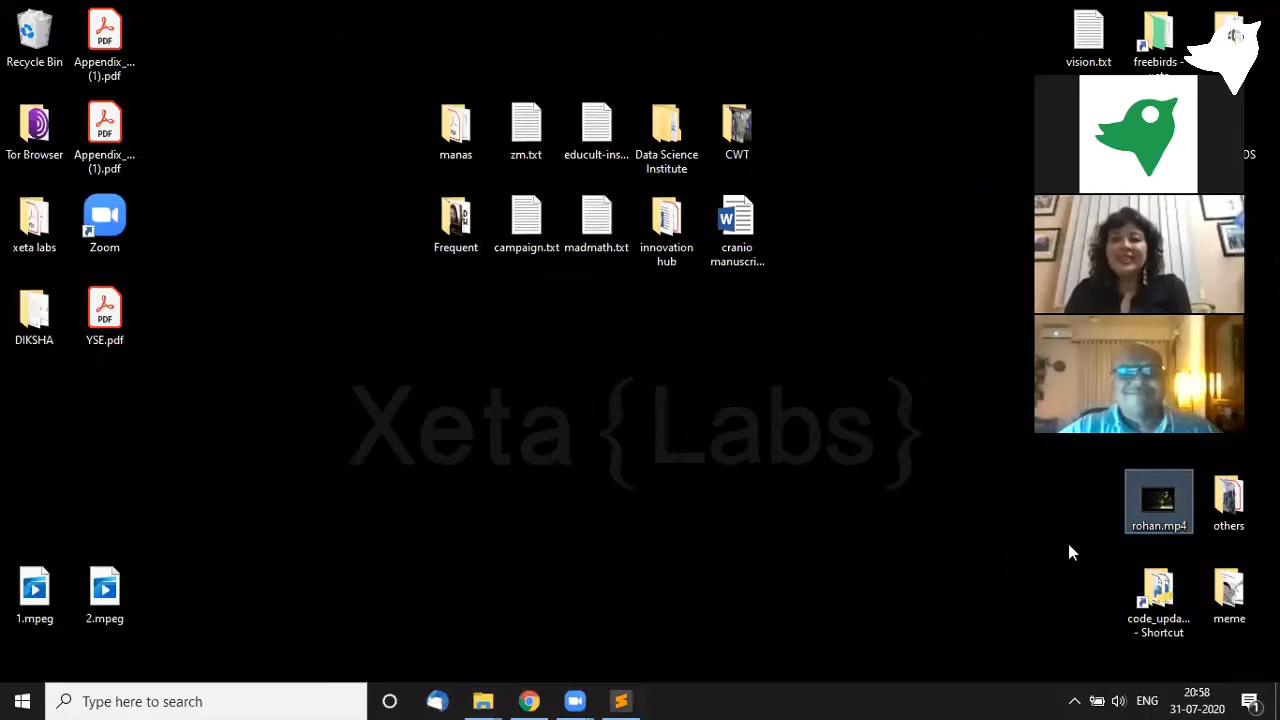 Recycle Bin
Appendix_...
(1).pdf
vision.txt
freebirds -
Tor Browser
Appendix_...
(1).pdf
manas
zm.txt
educult-ins...
Data Science
Institute
CWT
OS
xeta labs
Zoom
Frequent
campaign.txt
madmath.txt
innovation
hub
cranio
manuscri...
DIKSHA
YSE.pdf
Xeta {Labs}
rohan.mp4
others
1.mpeg
2.mpeg
code_upda...
- Shortcut
meme
Type here to search
ENG
20:58
31-07-2020